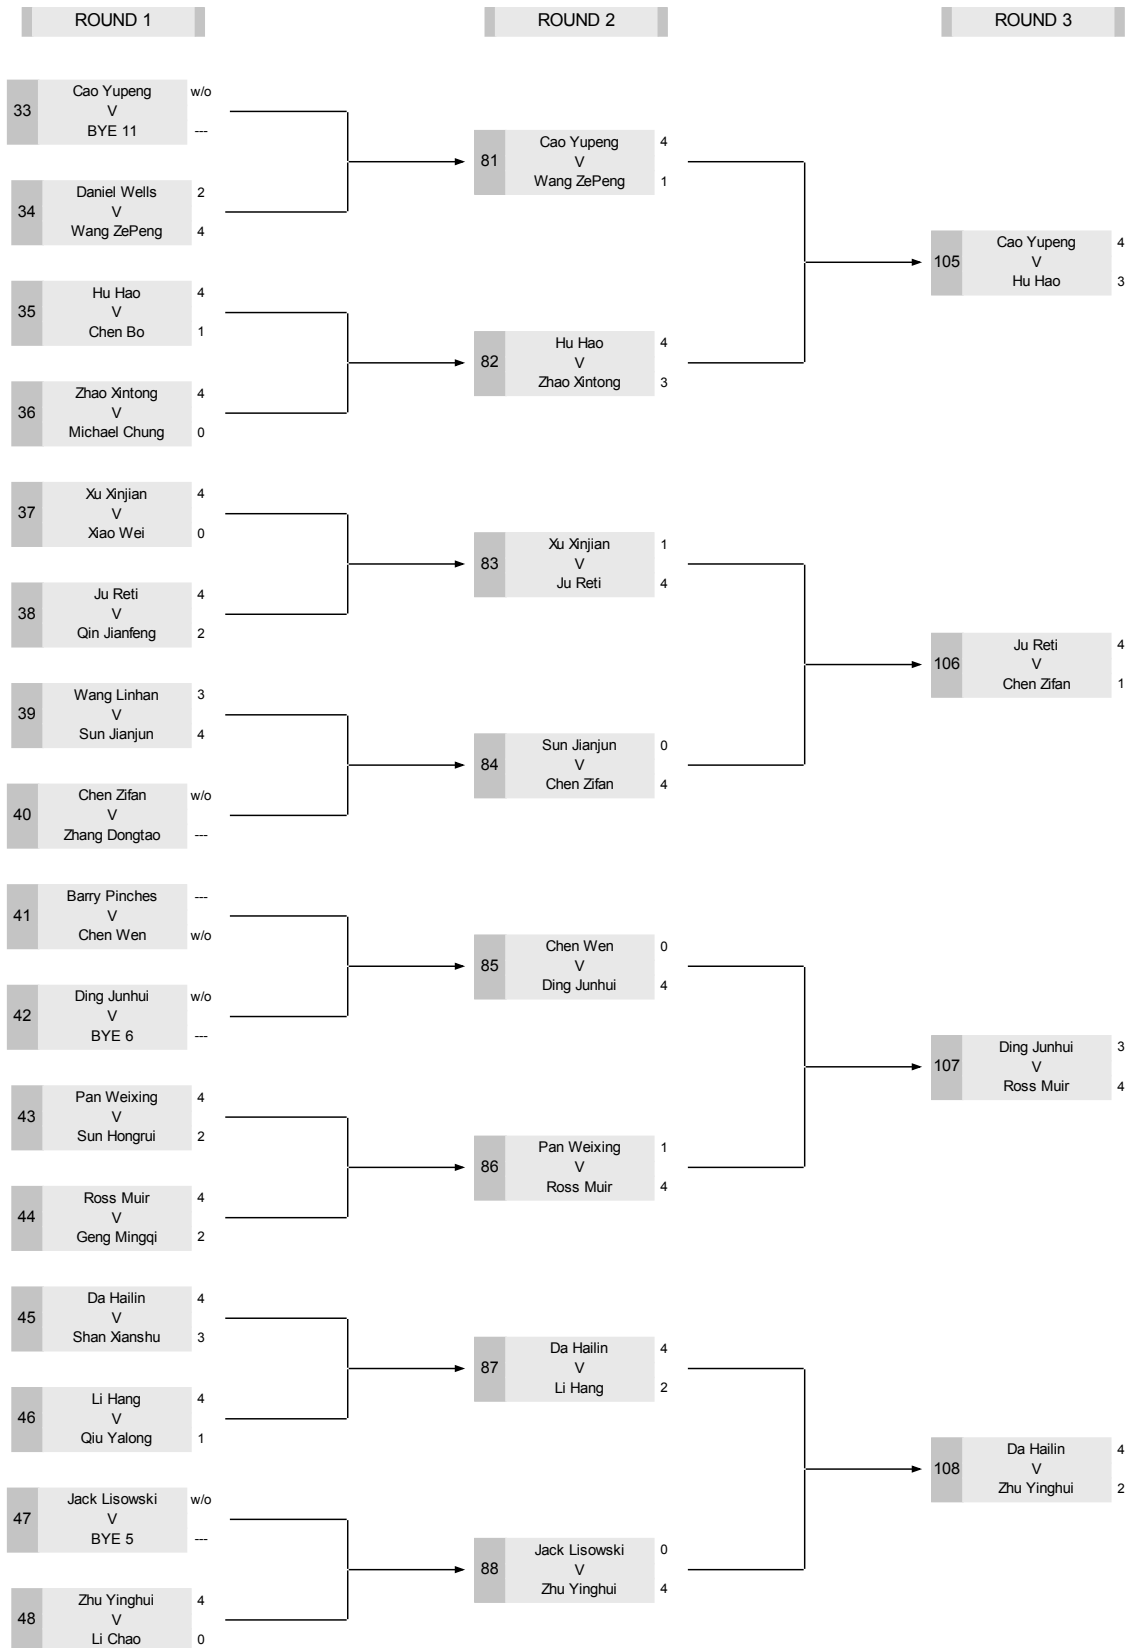 ROUND 1
ROUND 2
ROUND 3
33
Cao Yupeng w/o
V
BYE 11 ---
34
Daniel Wells 2
V
Wang ZePeng 4
35
Hu Hao 4
V
Chen Bo 1
36
Zhao Xintong 4
V
Michael Chung 0
37
Xu Xinjian 4
V
Xiao Wei 0
38
Ju Reti 4
V
Qin Jianfeng 2
39
Wang Linhan 3
V
Sun Jianjun 4
40
Chen Zifan w/o
V
Zhang Dongtao ---
41
Barry Pinches ---
V
Chen Wen w/o
42
Ding Junhui w/o
V
BYE 6 ---
43
Pan Weixing 4
V
Sun Hongrui 2
44
Ross Muir 4
V
Geng Mingqi 2
45
Da Hailin 4
V
Shan Xianshu 3
46
Li Hang 4
V
Qiu Yalong 1
47
Jack Lisowski w/o
V
BYE 5 ---
48
Zhu Yinghui 4
V
Li Chao 0
81
Cao Yupeng 4
V
Wang ZePeng 1
82
Hu Hao 4
V
Zhao Xintong 3
83
Xu Xinjian 1
V
Ju Reti 4
84
Sun Jianjun 0
V
Chen Zifan 4
85
Chen Wen 0
V
Ding Junhui 4
86
Pan Weixing 1
V
Ross Muir 4
87
Da Hailin 4
V
Li Hang 2
88
Jack Lisowski 0
V
Zhu Yinghui 4
105
Cao Yupeng 4
V
Hu Hao 3
106
Ju Reti 4
V
Chen Zifan 1
107
Ding Junhui 3
V
Ross Muir 4
108
Da Hailin 4
V
Zhu Yinghui 2